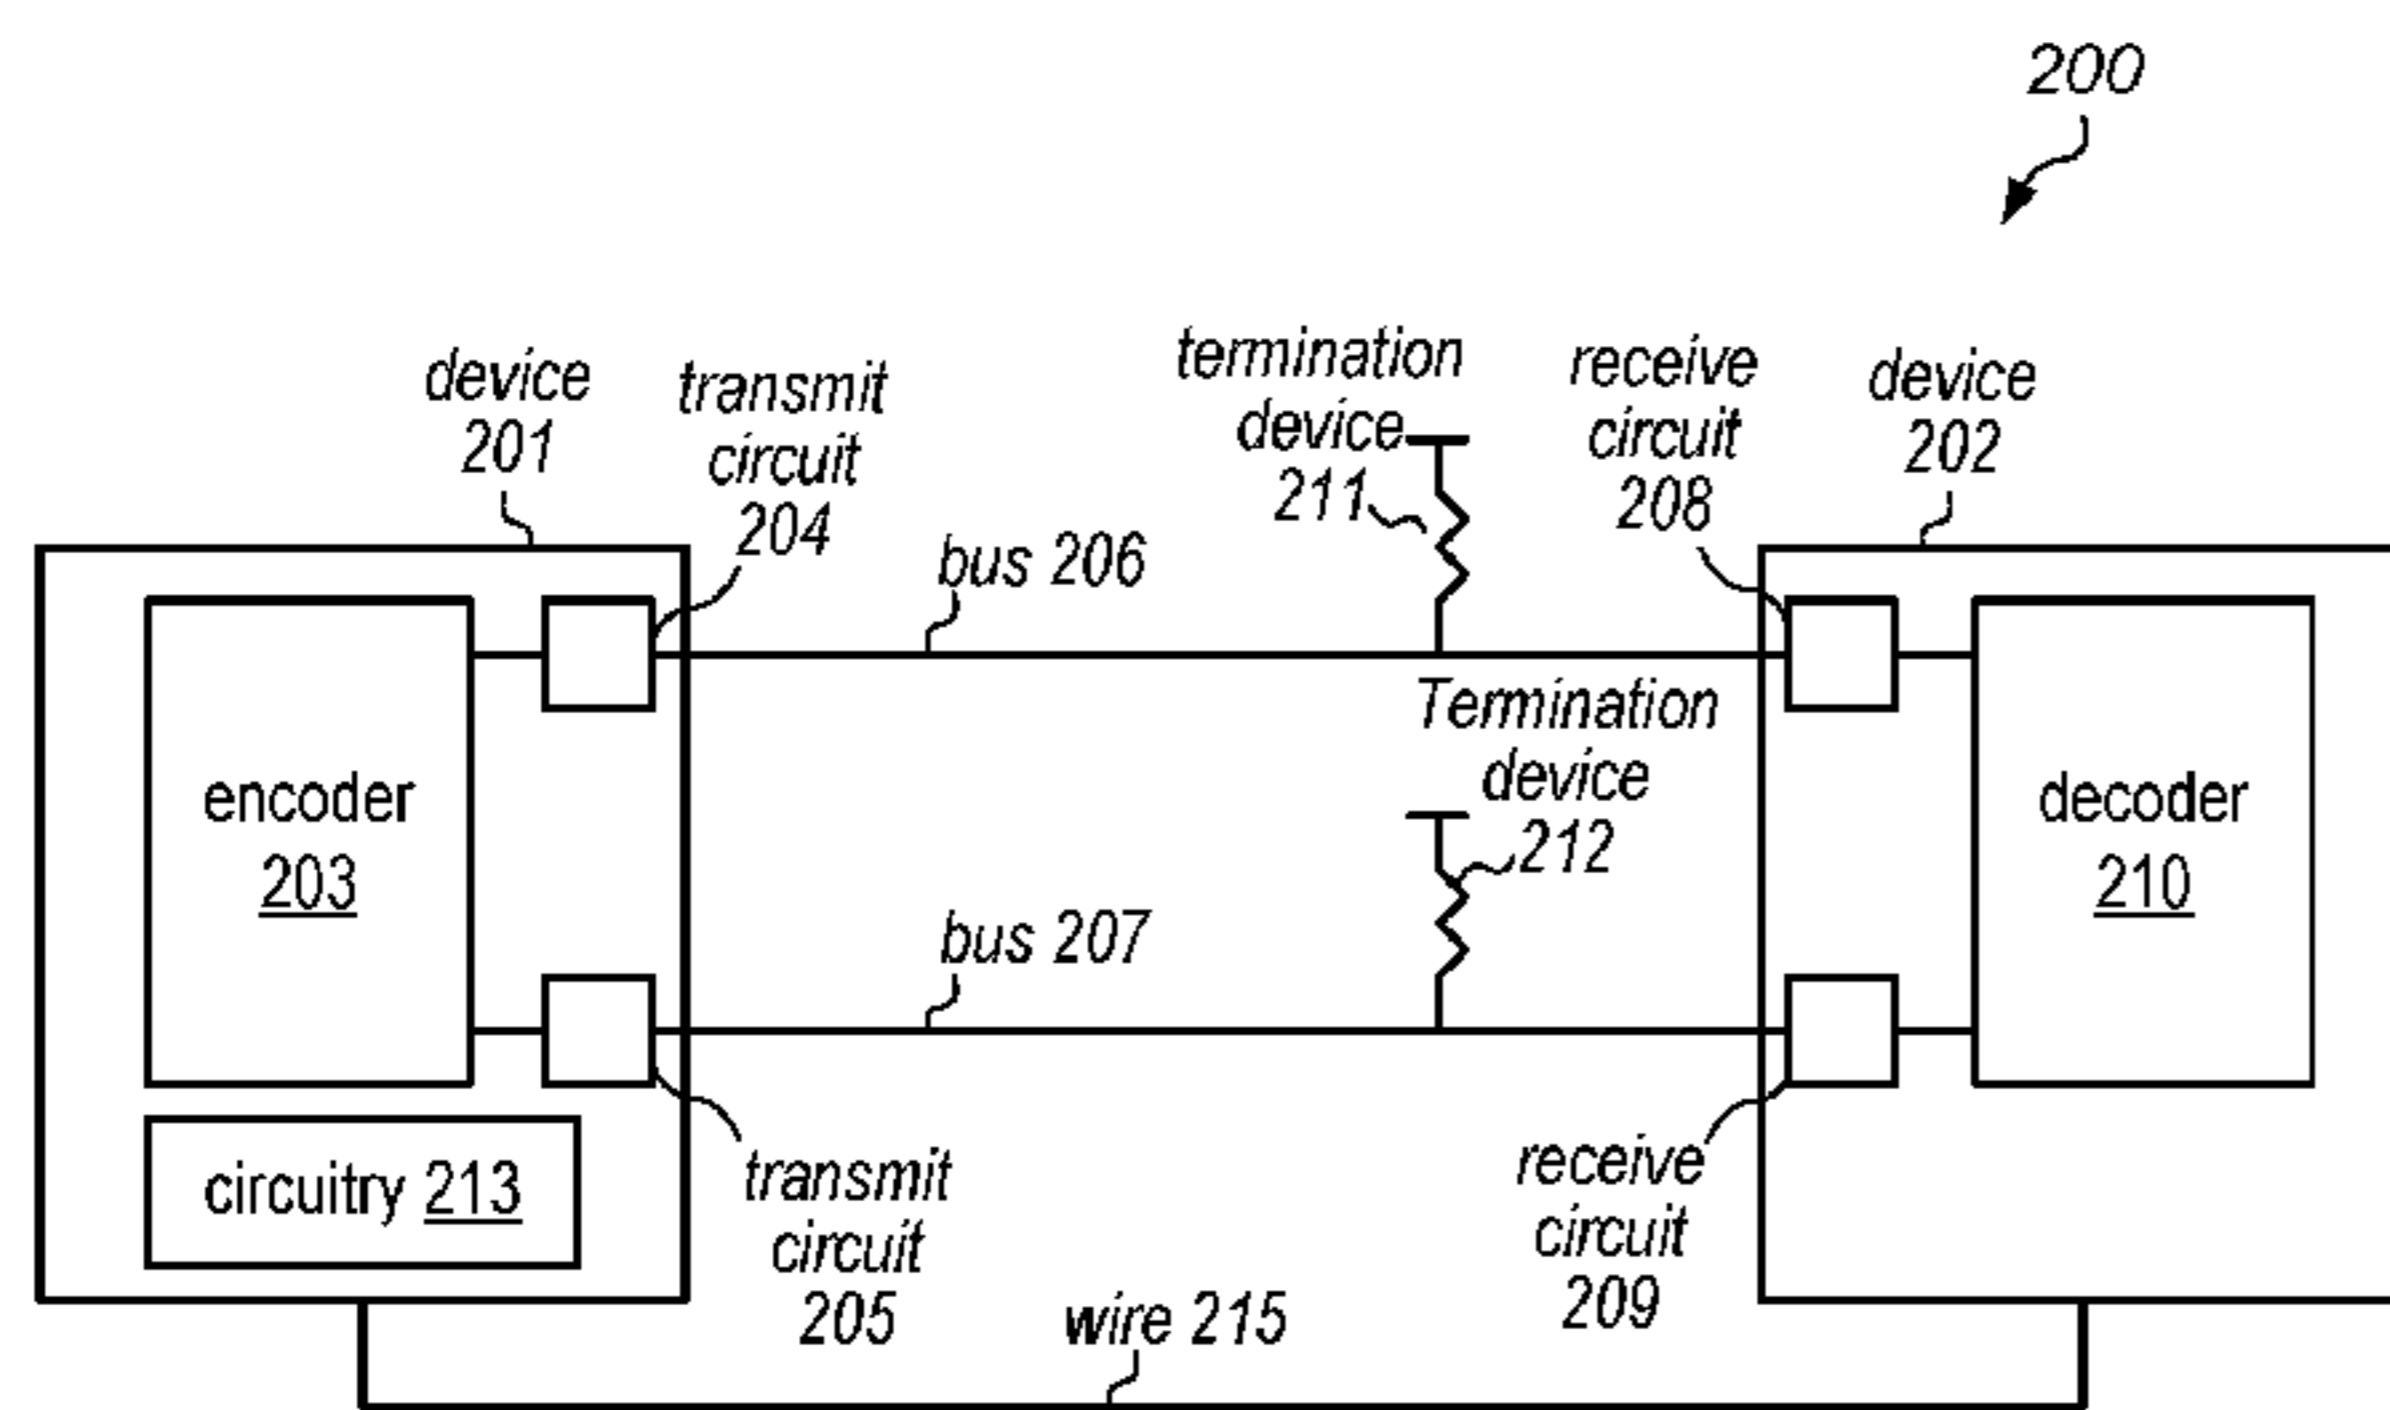 200
device
201
transmit
circuit
204
bus 206
termination
device
211
receive
circuit
208
device
202
encoder
203
Termination
device
212
decoder
210
bus 207
circuitry 213
transmit
circuit
205
receive
circuit
209
wire 215